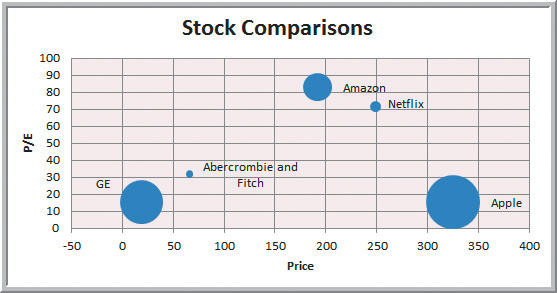 Stock Comparisons
100
90
80
70
60
50
40
30
20
10
0
P/E
Amazon
Netflix
Abercrombie and
Fitch
GE
Apple
-50 0 50 100 150 200 250 300 350 400
Price